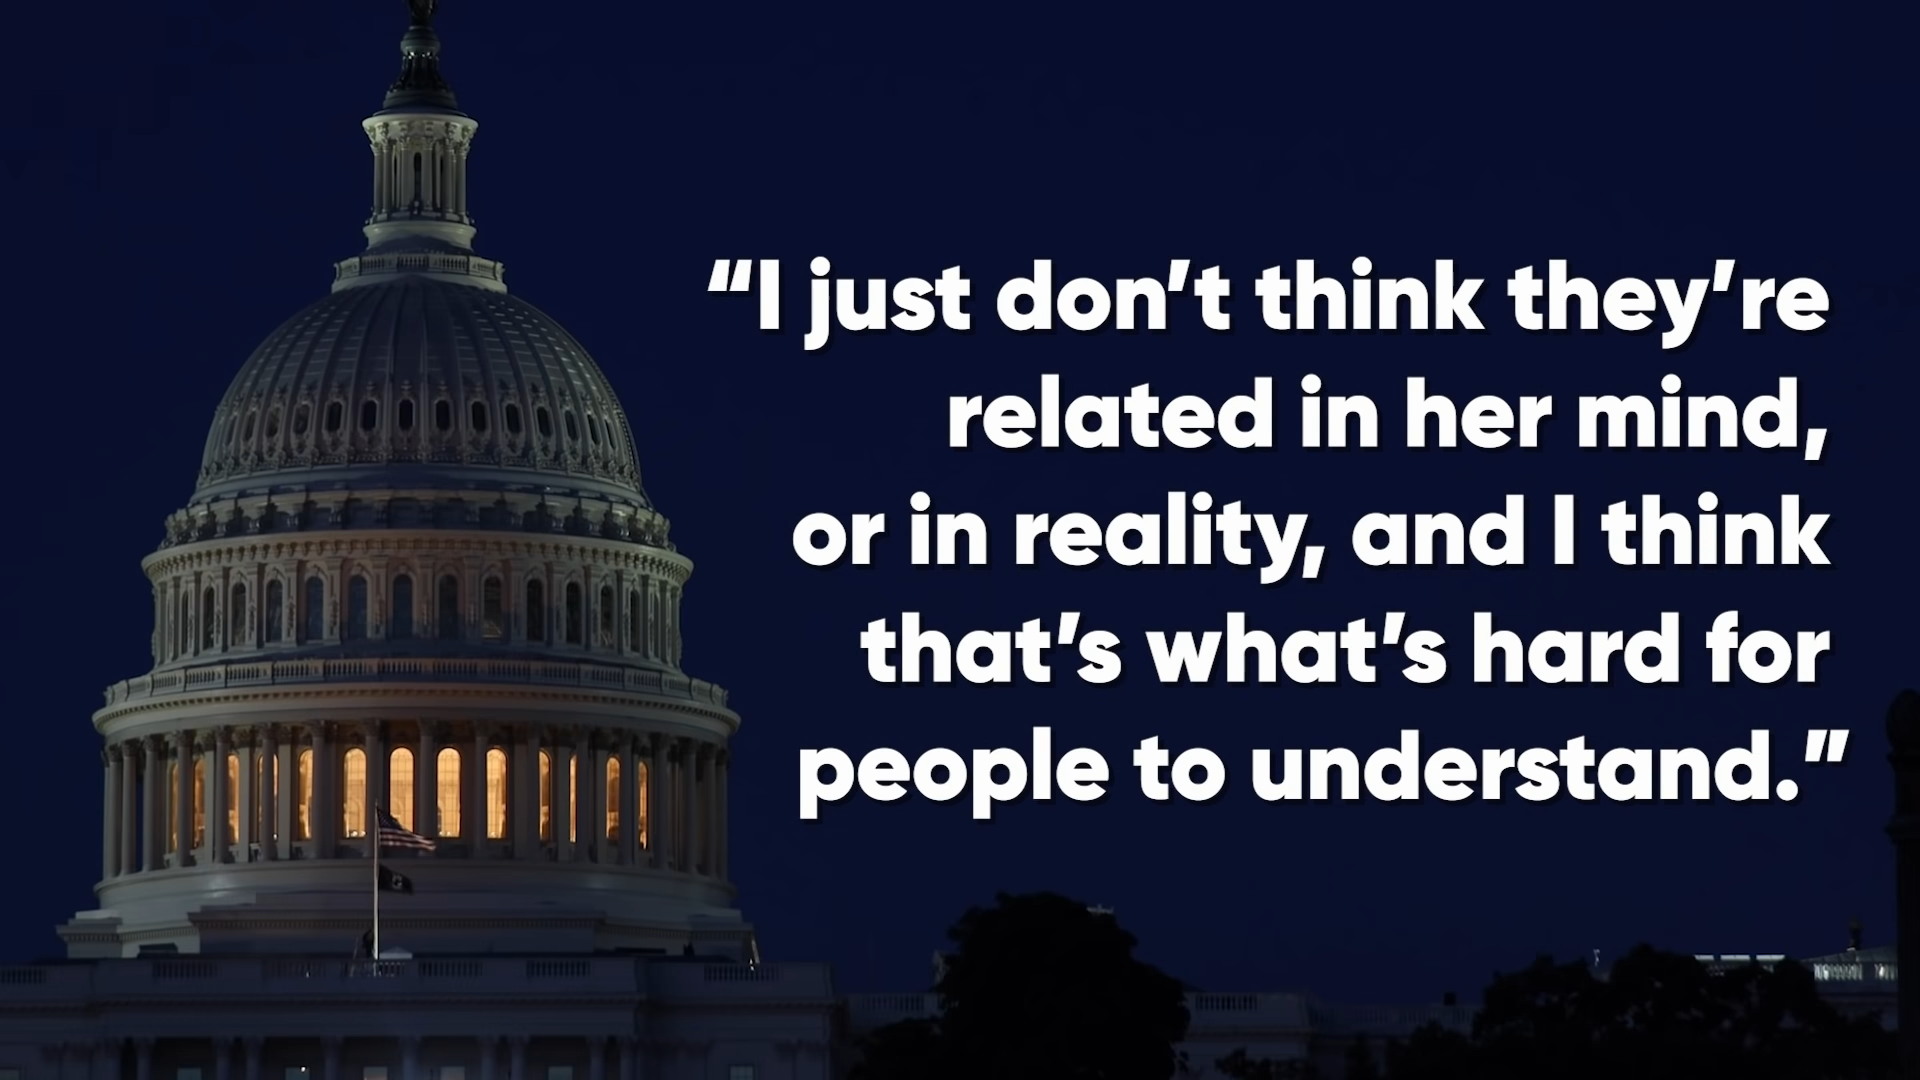 “I just don’t think they’re
related in her mind,
or in reality, and I think
that’s what’s hard for
people to understand.”